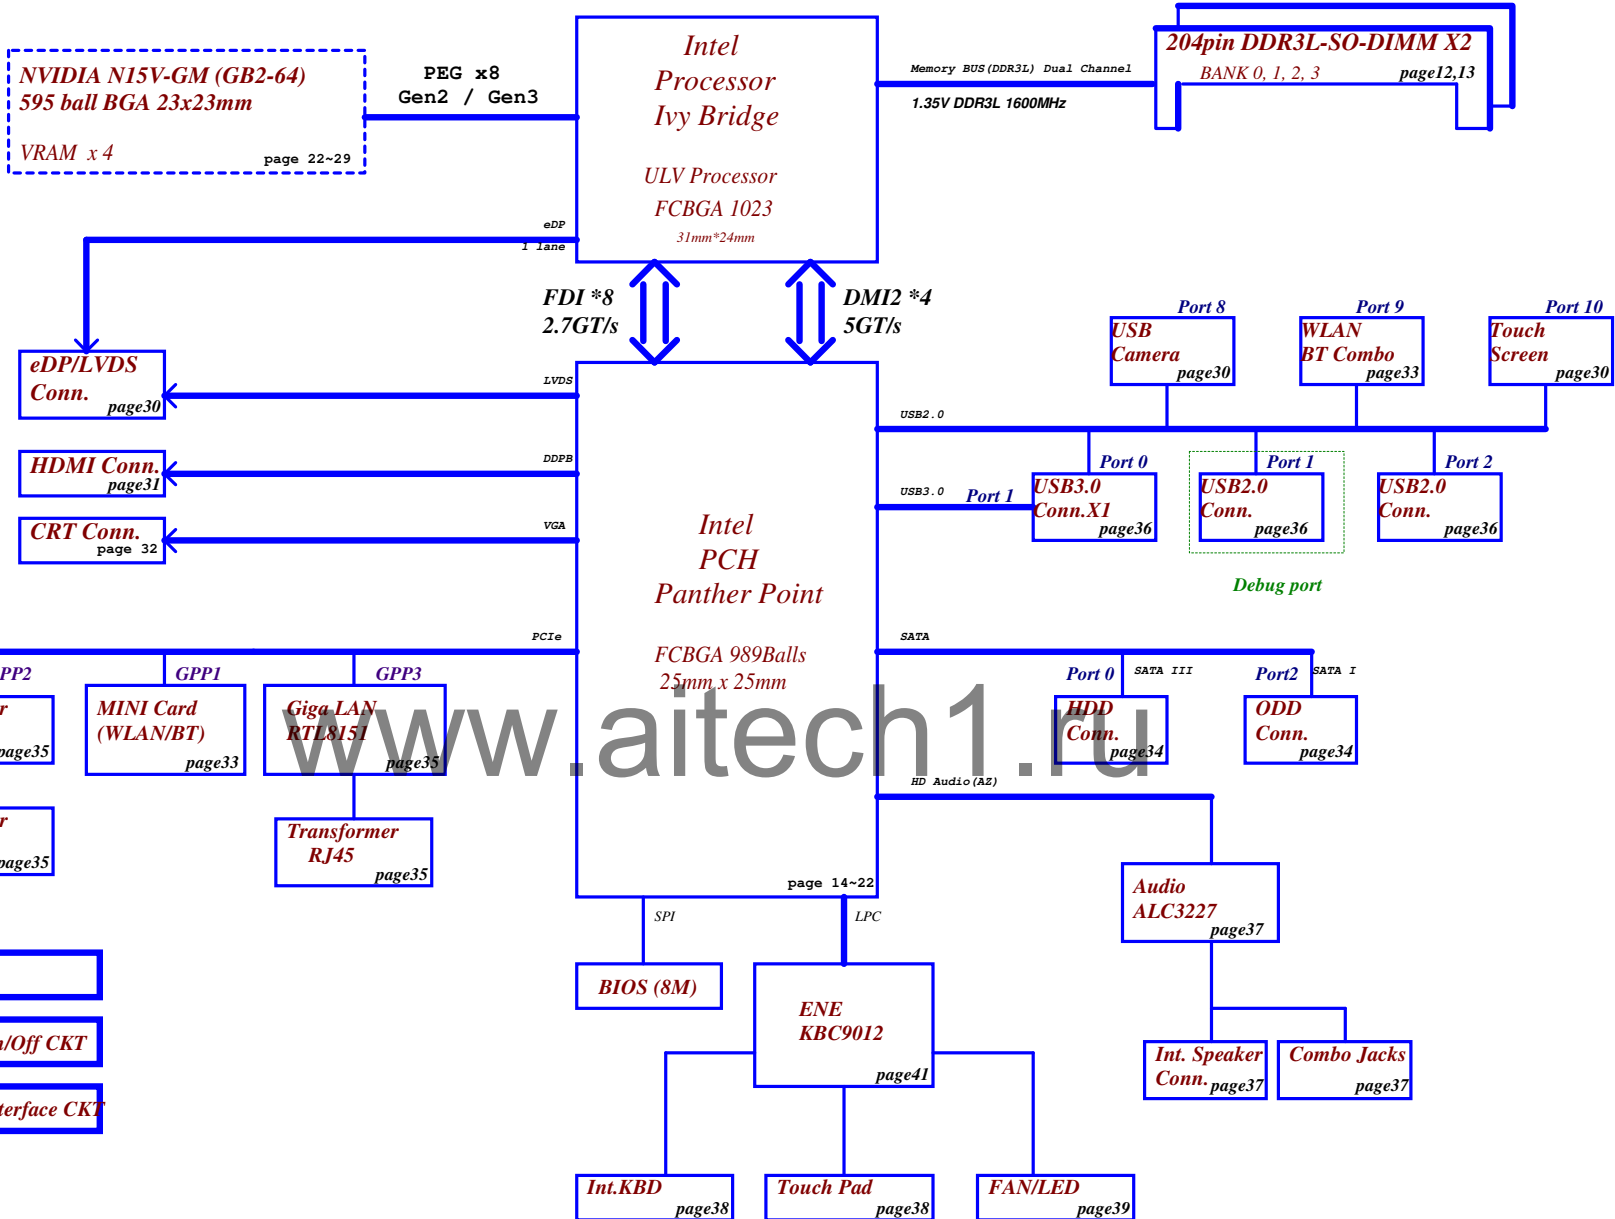 NVIDIA N15V-GM (GB2-64)
595 ball BGA 23x23mm
VRAM x 4
page 22~29
PEG x8
Gen2 / Gen3
Intel
Processor
Ivy Bridge
ULV Processor
FCBGA 1023
31mm*24mm
Memory BUS(DDR3L) Dual Channel
1.35V DDR3L 1600MHz
204pin DDR3L-SO-DIMM X2
BANK 0, 1, 2, 3
page12,13
eDP
1 lane
FDI *8
2.7GT/s
DMI2 *4
5GT/s
eDP/LVDS
Conn.
page30
LVDS
HDMI Conn.
page31
DDPB
CRT Conn.
page 32
VGA
Intel
PCH
Panther Point
FCBGA 989Balls
25mm x 25mm
page 14~22
Port 8
USB
Camera
page30
Port 9
WLAN
BT Combo
page33
Port 10
Touch
Screen
page30
USB2.0
USB3.0
Port 1
Port 0
USB3.0
Conn.X1
page36
Port 1
USB2.0
Conn.
page36
Port 2
USB2.0
Conn.
page36
Debug port
PCIe
PP2
r
page35
r
page35
GPP1
MINI Card
(WLAN/BT)
page33
GPP3
Giga LAN
RTL8151
page35
Transformer
RJ45
page35
SATA
Port 0
SATA III
HDD
Conn.
page34
Port2
SATA I
ODD
Conn.
page34
www.aitech1.ru
HD Audio(AZ)
Audio
ALC3227
page37
Int. Speaker
Conn.
page37
Combo Jacks
page37
SPI
BIOS (8M)
LPC
ENE
KBC9012
page41
Int.KBD
page38
Touch Pad
page38
FAN/LED
page39
n/Off CKT
terface CKT